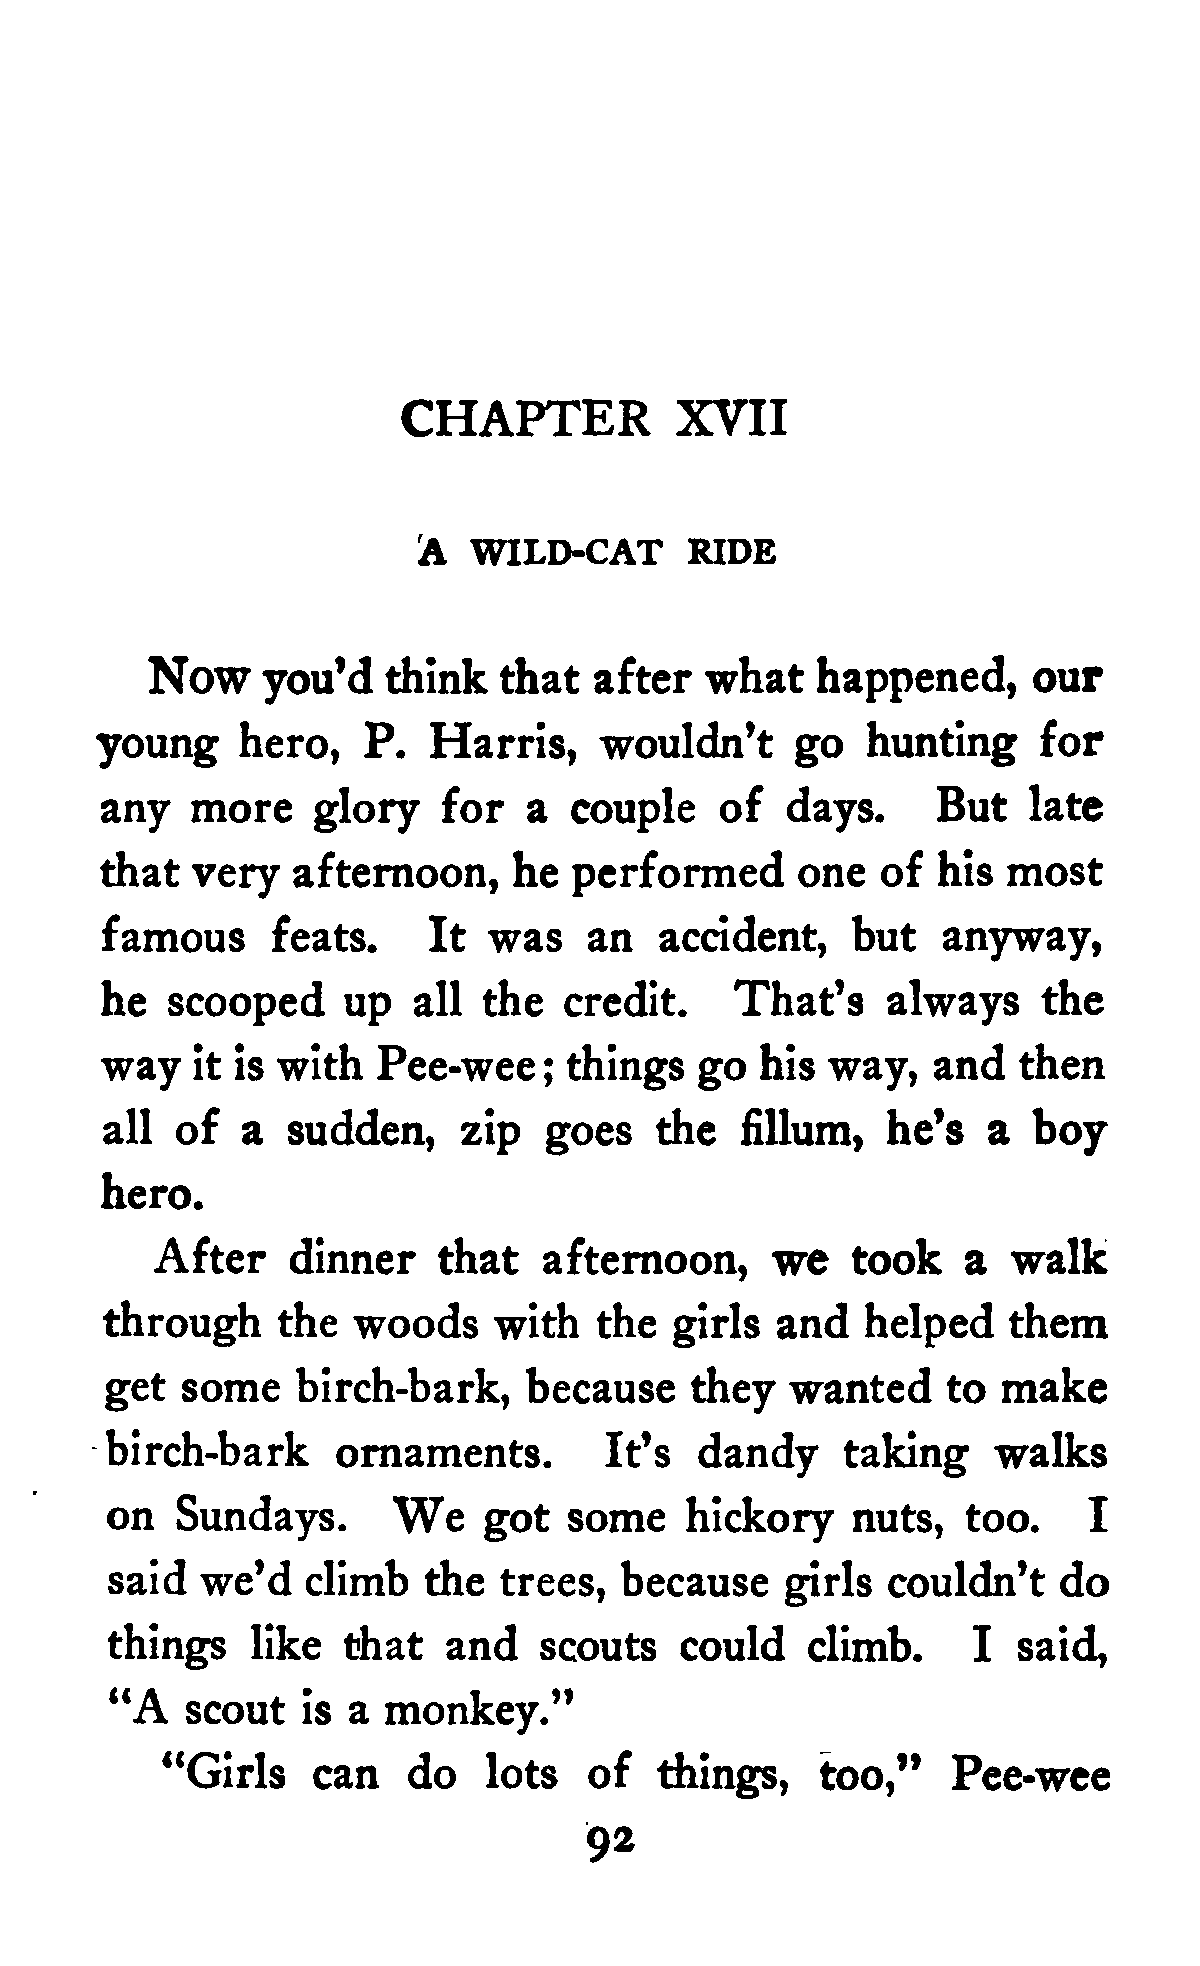 CHAPTER XVII
A WILD-CAT RIDE
Now you'd think that after what happened, our
young hero, P. Harris, wouldn't go hunting for
any more glory for a couple of days. But late
that very afternoon, he performed one of his most
famous feats. It was an accident, but anyway,
he scooped up all the credit. That's always the
way it is with Pee-wee; things go his way, and then
all of a sudden, zip goes the fillum, he's a boy
hero.
After dinner that afternoon, we took a walk
through the woods with the girls and helped them
get some birch-bark, because they wanted to make
birch-bark ornaments. It's dandy taking walks
on Sundays. We got some hickory nuts, too. I
said we'd climb the trees, because girls couldn't do
things like that and scouts could climb. I said,
"A scout is a monkey."
"Girls can do lots of things, too," Pee-wee
92